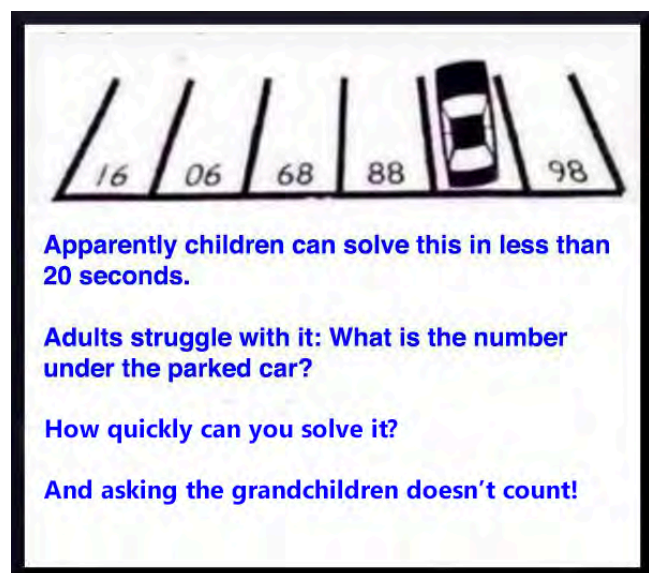 16 06 68 88 98
Apparently children can solve this in less than
20 seconds.
Adults struggle with it: What is the number
under the parked car?
How quickly can you solve it?
And asking the grandchildren doesn't count!